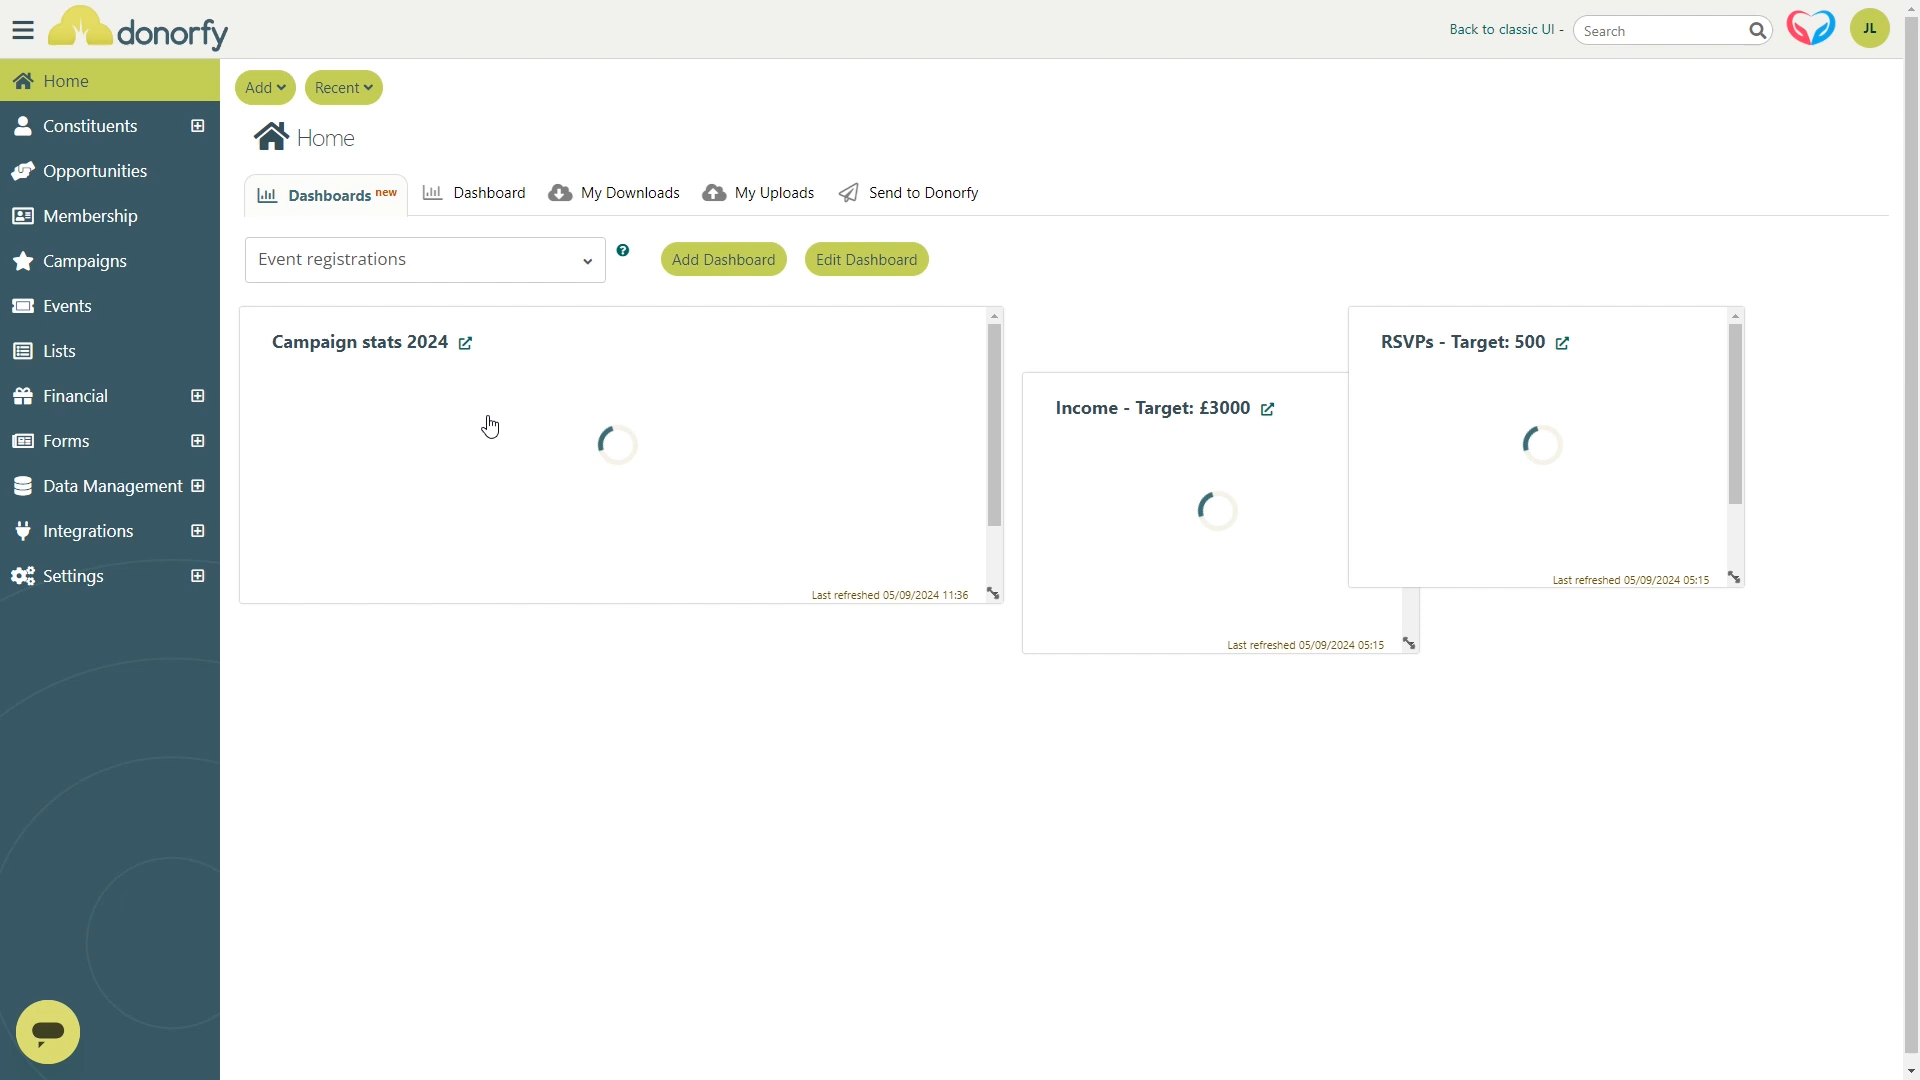 donorfy
Back to classic UI -
Search
JL
Home
Constituents
Opportunities
Membership
Campaigns
Events
Lists
Financial
Forms
Data Management
Integrations
Settings
Add
Recent
Home
Dashboards new
Dashboard
My Downloads
My Uploads
Send to Donorfy
Event registrations
?
Add Dashboard
Edit Dashboard
Campaign stats 2024
Last refreshed 05/09/2024 11:36
Income - Target: £3000
Last refreshed 05/09/2024 05:15
RSVPs - Target: 500
Last refreshed 05/09/2024 05:15